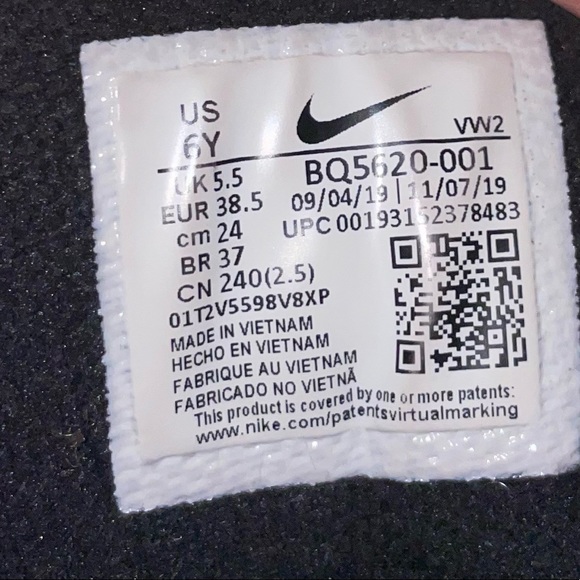 US
6Y
VW2
UK 5.5
BQ5620-001
EUR 38.5
09/04/19 | 11/07/19
cm 24
UPC 00193152378483
BR 37
CN 240(2.5)
01T2V5598V8XP
MADE IN VIETNAM
HECHO EN VIETNAM
FABRIQUE AU VIETNAM
FABRICADO NO VIETNÃ
This product is covered by one or more patents:
www.nike.com/patentsvirtualmarking